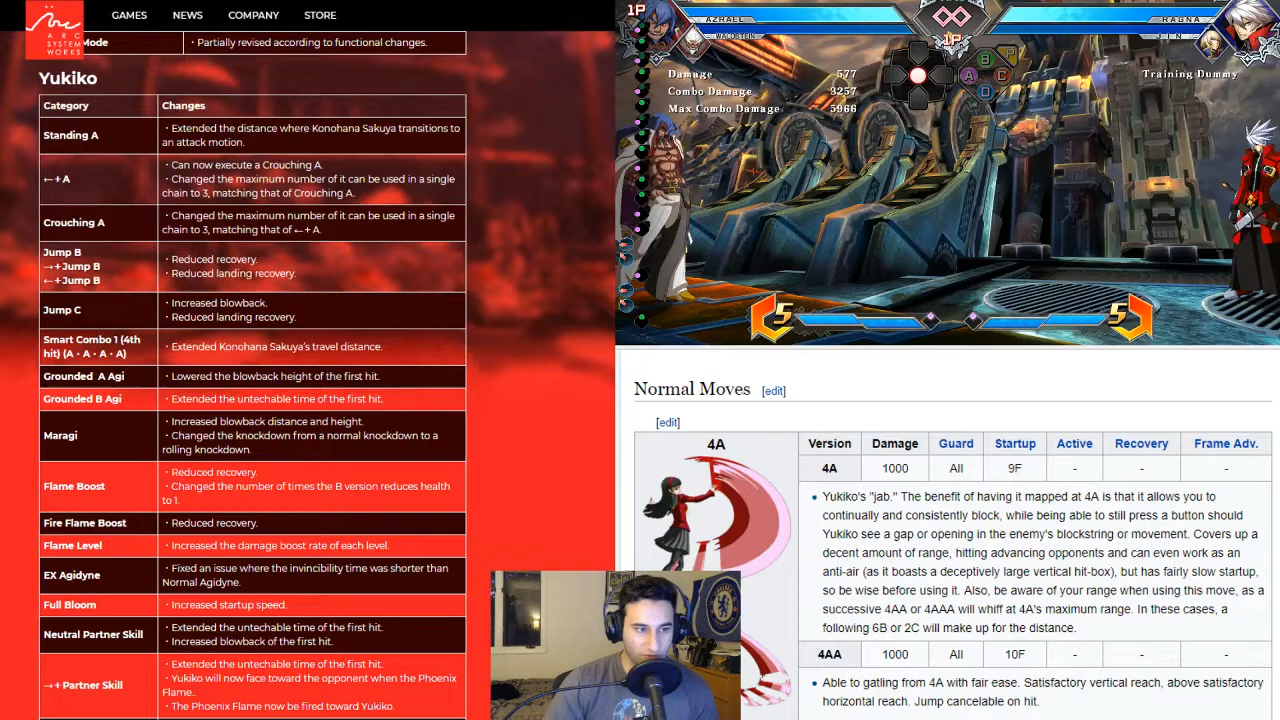 GAMES NEWS COMPANY STORE
ARC
SYSTEM
WORKS
Mode
・Partially revised according to functional changes.
Yukiko
Category
Changes
Standing A
・Extended the distance where Konohana Sakuya transitions to
an attack motion.
←+A
・Can now execute a Crouching A.
・Changed the maximum number of it can be used in a single
chain to 3, matching that of Crouching A.
Crouching A
・Changed the maximum number of it can be used in a single
chain to 3, matching that of ←+ A.
Jump B
→+Jump B
←+Jump B
・Reduced recovery.
・Reduced landing recovery.
Jump C
・Increased blowback.
・Reduced landing recovery.
Smart Combo 1 (4th
hit) (A・A・A・A)
・Extended Konohana Sakuya's travel distance.
Grounded A Agi
・Lowered the blowback height of the first hit.
Grounded B Agi
・Extended the untechable time of the first hit.
Maragi
・Increased blowback distance and height.
・Changed the knockdown from a normal knockdown to a
rolling knockdown.
Flame Boost
・Reduced recovery.
・Changed the number of times the B version reduces health
to 1.
Fire Flame Boost
・Reduced recovery.
Flame Level
・Increased the damage boost rate of each level.
EX Agidyne
・Fixed an issue where the invincibility time was shorter than
Normal Agidyne.
Full Bloom
・Increased startup speed.
Neutral Partner Skill
・Extended the untechable time of the first hit.
・Increased blowback of the first hit.
→+Partner Skill
・Extended the untechable time of the first hit.
・Yukiko will now face toward the opponent when the Phoenix
Flame..
・The Phoenix Flame now be fired toward Yukiko.
1P
AZRAEL
WALDSTEIN
RAGNA
JIN
1P
Damage 577
Combo Damage 3257
Max Combo Damage 5966
A B C D P
Training Dummy
5
5
Normal Moves [edit]
[edit]
4A
Version Damage Guard Startup Active Recovery Frame Adv.
4A 1000 All 9F - - -
Yukiko's "jab." The benefit of having it mapped at 4A is that it allows you to
continually and consistently block, while being able to still press a button should
Yukiko see a gap or opening in the enemy's blockstring or movement. Covers up a
decent amount of range, hitting advancing opponents and can even work as an
anti-air (as it boasts a deceptively large vertical hit-box), but has fairly slow startup,
so be wise before using it. Also, be aware of your range when using this move, as a
successive 4AA or 4AAA will whiff at 4A's maximum range. In these cases, a
following 6B or 2C will make up for the distance.
4AA 1000 All 10F - - -
Able to gatling from 4A with fair ease. Satisfactory vertical reach, above satisfactory
horizontal reach. Jump cancelable on hit.